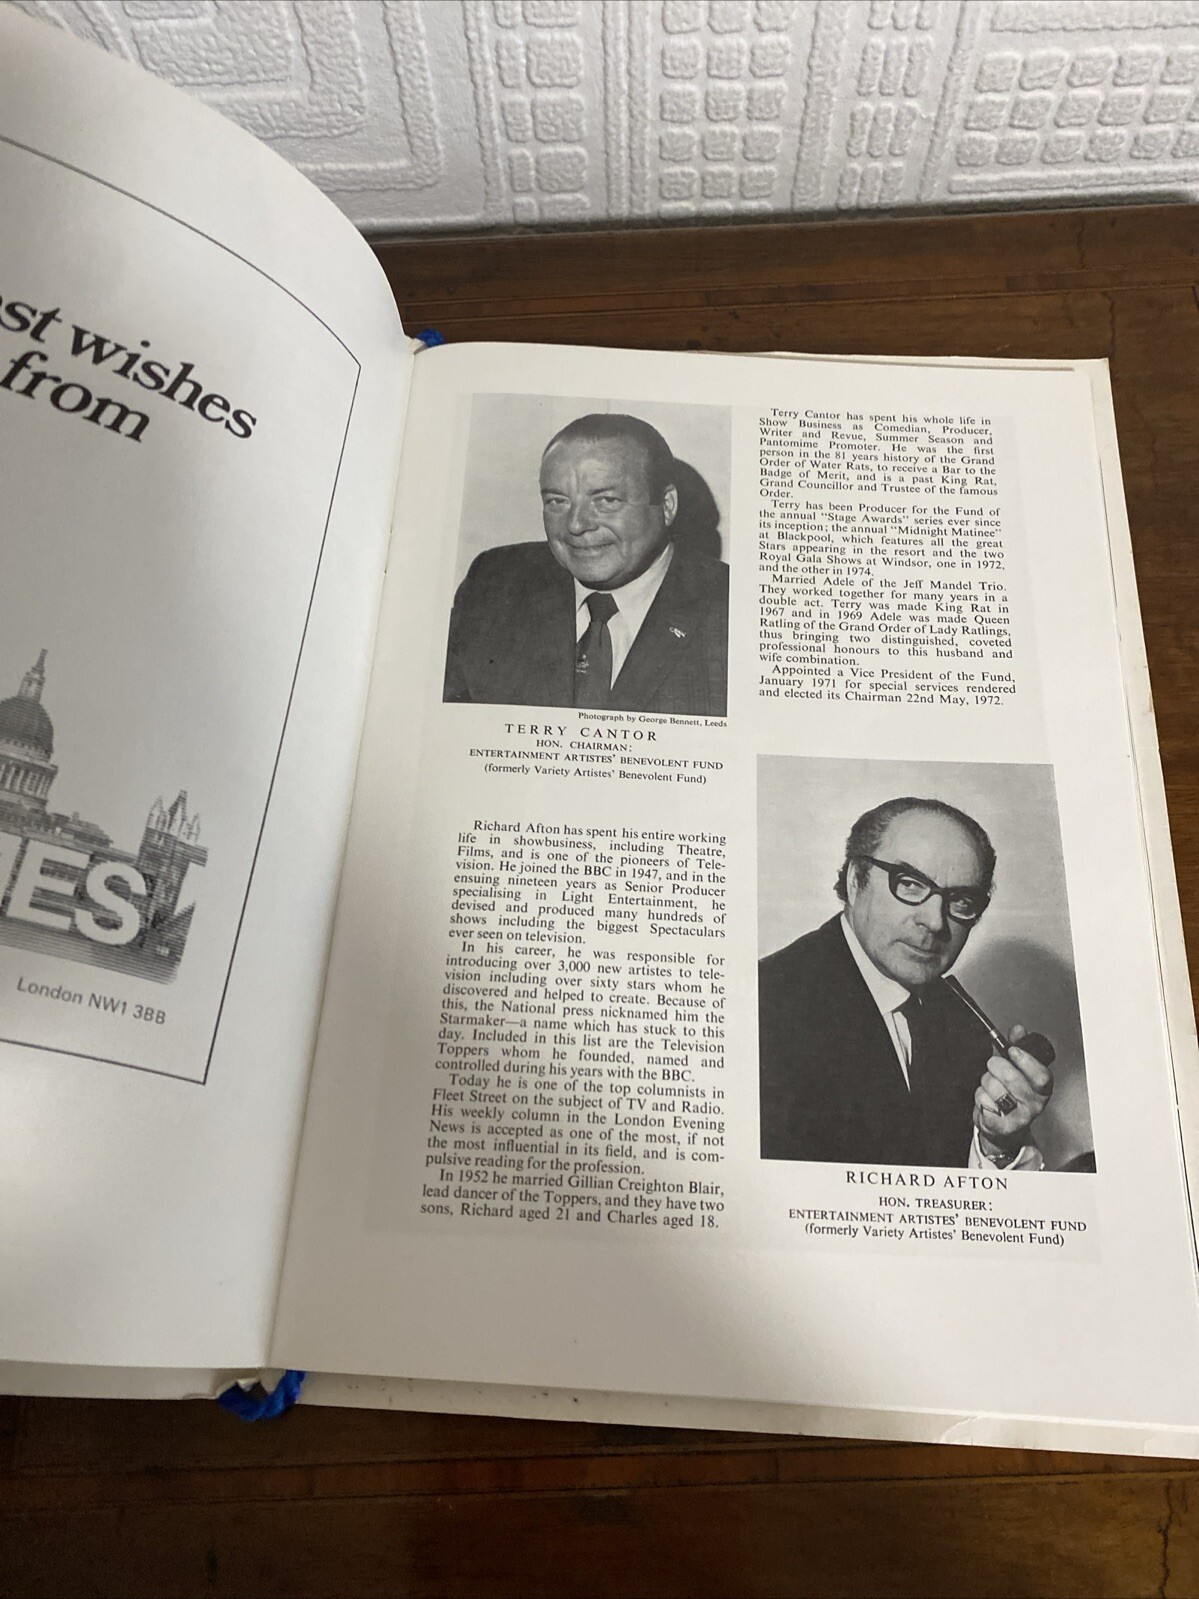 st wishes
from
ES
London NW1 3BB
Photograph by George Bennett, Leeds
TERRY CANTOR
HON. CHAIRMAN:
ENTERTAINMENT ARTISTES' BENEVOLENT FUND
(formerly Variety Artistes' Benevolent Fund)
Terry Cantor has spent his whole life in
Show Business as Comedian, Producer,
Writer and Revue, Summer Season and
Pantomime Promoter. He was the first
person in the 81 years history of the Grand
Order of Water Rats, to receive a Bar to the
Badge of Merit, and is a past King Rat,
Grand Councillor and Trustee of the famous
Order.
Terry has been Producer for the Fund of
the annual "Stage Awards" series ever since
its inception; the annual "Midnight Matinee"
at Blackpool, which features all the great
Stars appearing in the resort and the two
Royal Gala Shows at Windsor, one in 1972,
and the other in 1974.
Married Adele of the Jeff Mandel Trio.
They worked together for many years in a
double act. Terry was made King Rat in
1967 and in 1969 Adele was made Queen
Ratling of the Grand Order of Lady Ratlings,
thus bringing two distinguished, coveted
professional honours to this husband and
wife combination.
Appointed a Vice President of the Fund,
January 1971 for special services rendered
and elected its Chairman 22nd May, 1972.
Richard Afton has spent his entire working
life in showbusiness, including Theatre,
Films, and is one of the pioneers of Tele-
vision. He joined the BBC in 1947, and in the
ensuing nineteen years as Senior Producer
specialising in Light Entertainment, he
devised and produced many hundreds of
shows including the biggest Spectaculars
ever seen on television.
In his career, he was responsible for
introducing over 3,000 new artistes to tele-
vision including over sixty stars whom he
discovered and helped to create. Because of
this, the National press nicknamed him the
Starmaker—a name which has stuck to this
day. Included in this list are the Television
Toppers whom he founded, named and
controlled during his years with the BBC.
Today he is one of the top columnists in
Fleet Street on the subject of TV and Radio.
His weekly column in the London Evening
News is accepted as one of the most, if not
the most influential in its field, and is com-
pulsive reading for the profession.
In 1952 he married Gillian Creighton Blair,
lead dancer of the Toppers, and they have two
sons, Richard aged 21 and Charles aged 18.
RICHARD AFTON
HON. TREASURER:
ENTERTAINMENT ARTISTES' BENEVOLENT FUND
(formerly Variety Artistes' Benevolent Fund)